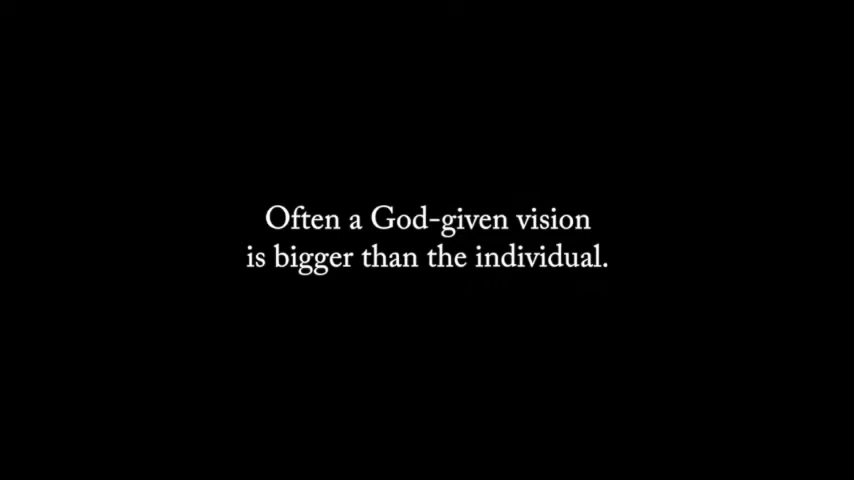 Often a God-given vision
is bigger than the individual.